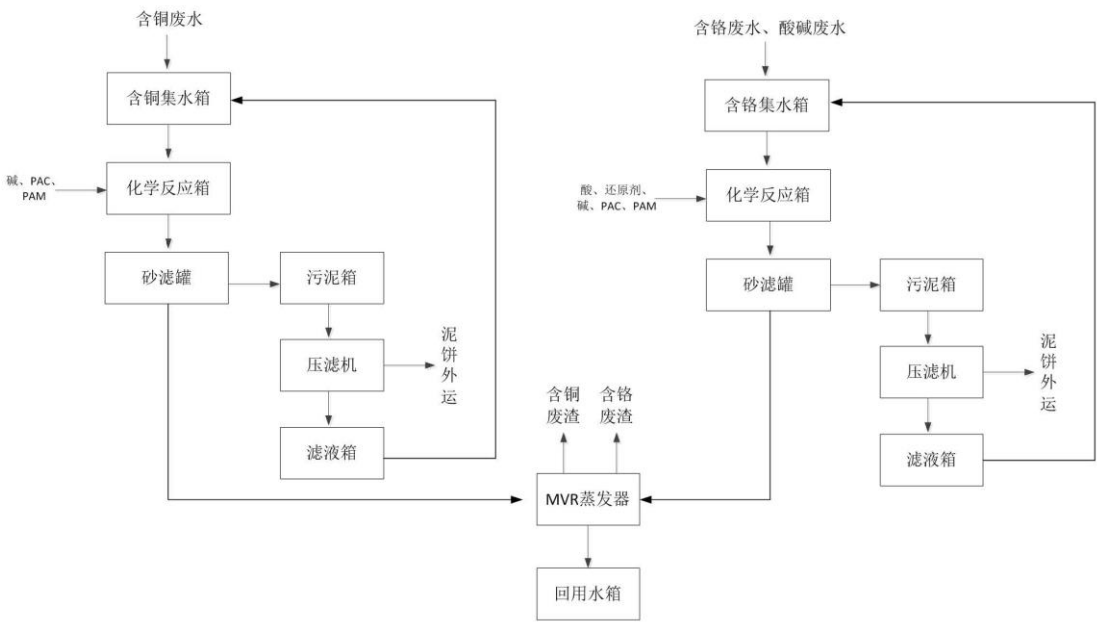 含铜废水
含铜集水箱
碱、PAC、
PAM
化学反应箱
砂滤罐
污泥箱
压滤机
泥饼外运
滤液箱
含铬废水、酸碱废水
含铬集水箱
酸、还原剂、
碱、PAC、PAM
化学反应箱
砂滤罐
污泥箱
压滤机
泥饼外运
滤液箱
含铜
废渣
含铬
废渣
MVR蒸发器
回用水箱